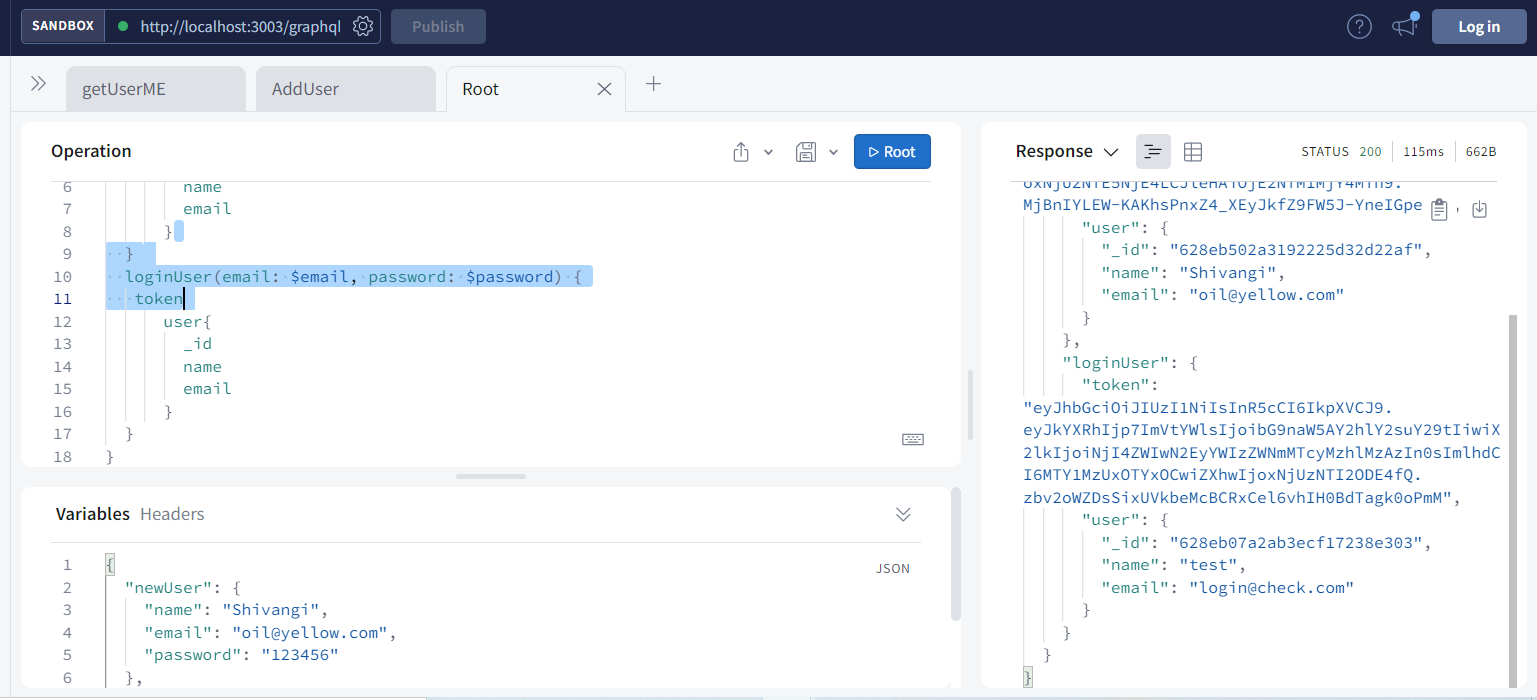 SANDBOX
http://localhost:3003/graphql
Publish
Log in
getUserME
AddUser
Root
Operation
Root
6 name
7 email
8 }
9 }
10 loginUser(email: $email, password: $password) {
11 token
12 user{
13 _id
14 name
15 email
16 }
17 }
18 }
Variables Headers
JSON
1 {
2 "newUser": {
3 "name": "Shivangi",
4 "email": "oil@yellow.com",
5 "password": "123456"
6 },
Response
STATUS 200 115ms 662B
MjBnIYLEW-KAKhsPnxZ4_XEyJkfZ9FW5J-YneIGpe
"user": {
"_id": "628eb502a3192225d32d22af",
"name": "Shivangi",
"email": "oil@yellow.com"
}
},
"loginUser": {
"token":
"eyJhbGciOiJIUzI1NiIsInR5cCI6IkpXVCJ9.
eyJkYXRhIjp7ImVtYWlsIjoibG9naW5AY2hlY2suY29tIiwiX
2lkIjoiNjI4ZWIwN2EyYWIzZWNmMTcyMzhlMzAzIn0sImlhdC
I6MTY1MzUxOTYxOCwiZXhwIjoxNjUzNTI2ODE4fQ.
zbv2oWZDsSixUVkbeMcBCRxCel6vhIH0BdTagk0oPmM",
"user": {
"_id": "628eb07a2ab3ecf17238e303",
"name": "test",
"email": "login@check.com"
}
}
}
}